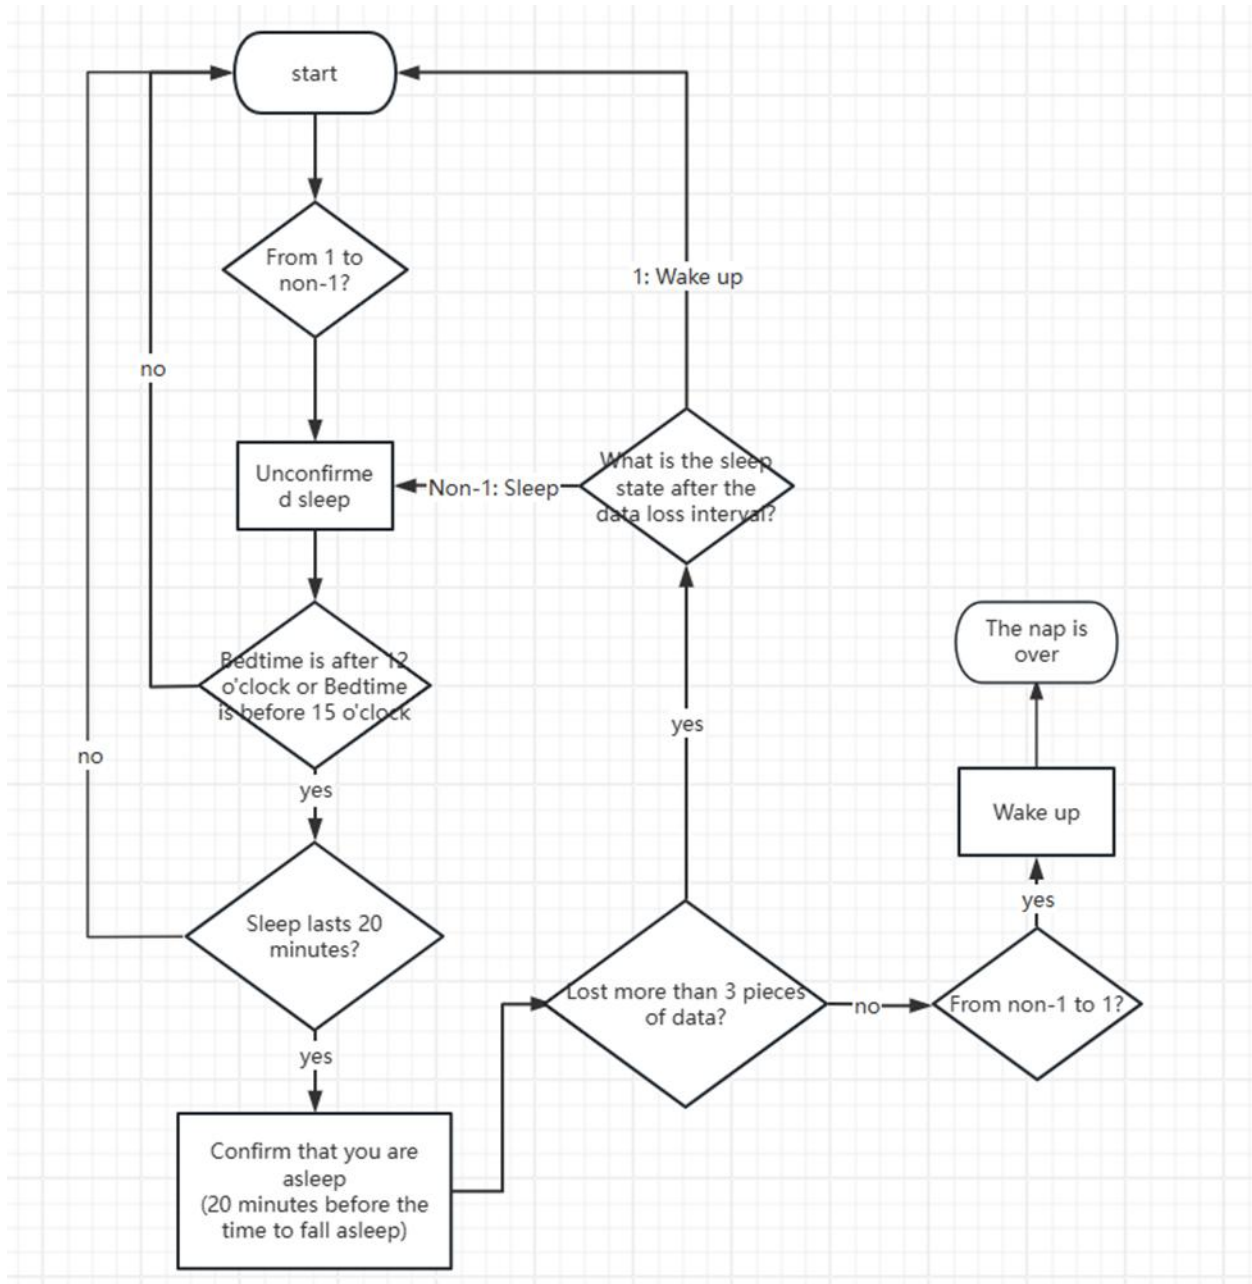 start
From 1 to
non-1?
1: Wake up
no
Unconfirme
d sleep
Non-1: Sleep
What is the sleep
state after the
data loss interval?
Bedtime is after 12
o'clock or Bedtime
is before 15 o'clock
The nap is
over
yes
no
yes
Wake up
Sleep lasts 20
minutes?
yes
Lost more than 3 pieces
of data?
no
From non-1 to 1?
yes
Confirm that you are
asleep
(20 minutes before the
time to fall asleep)